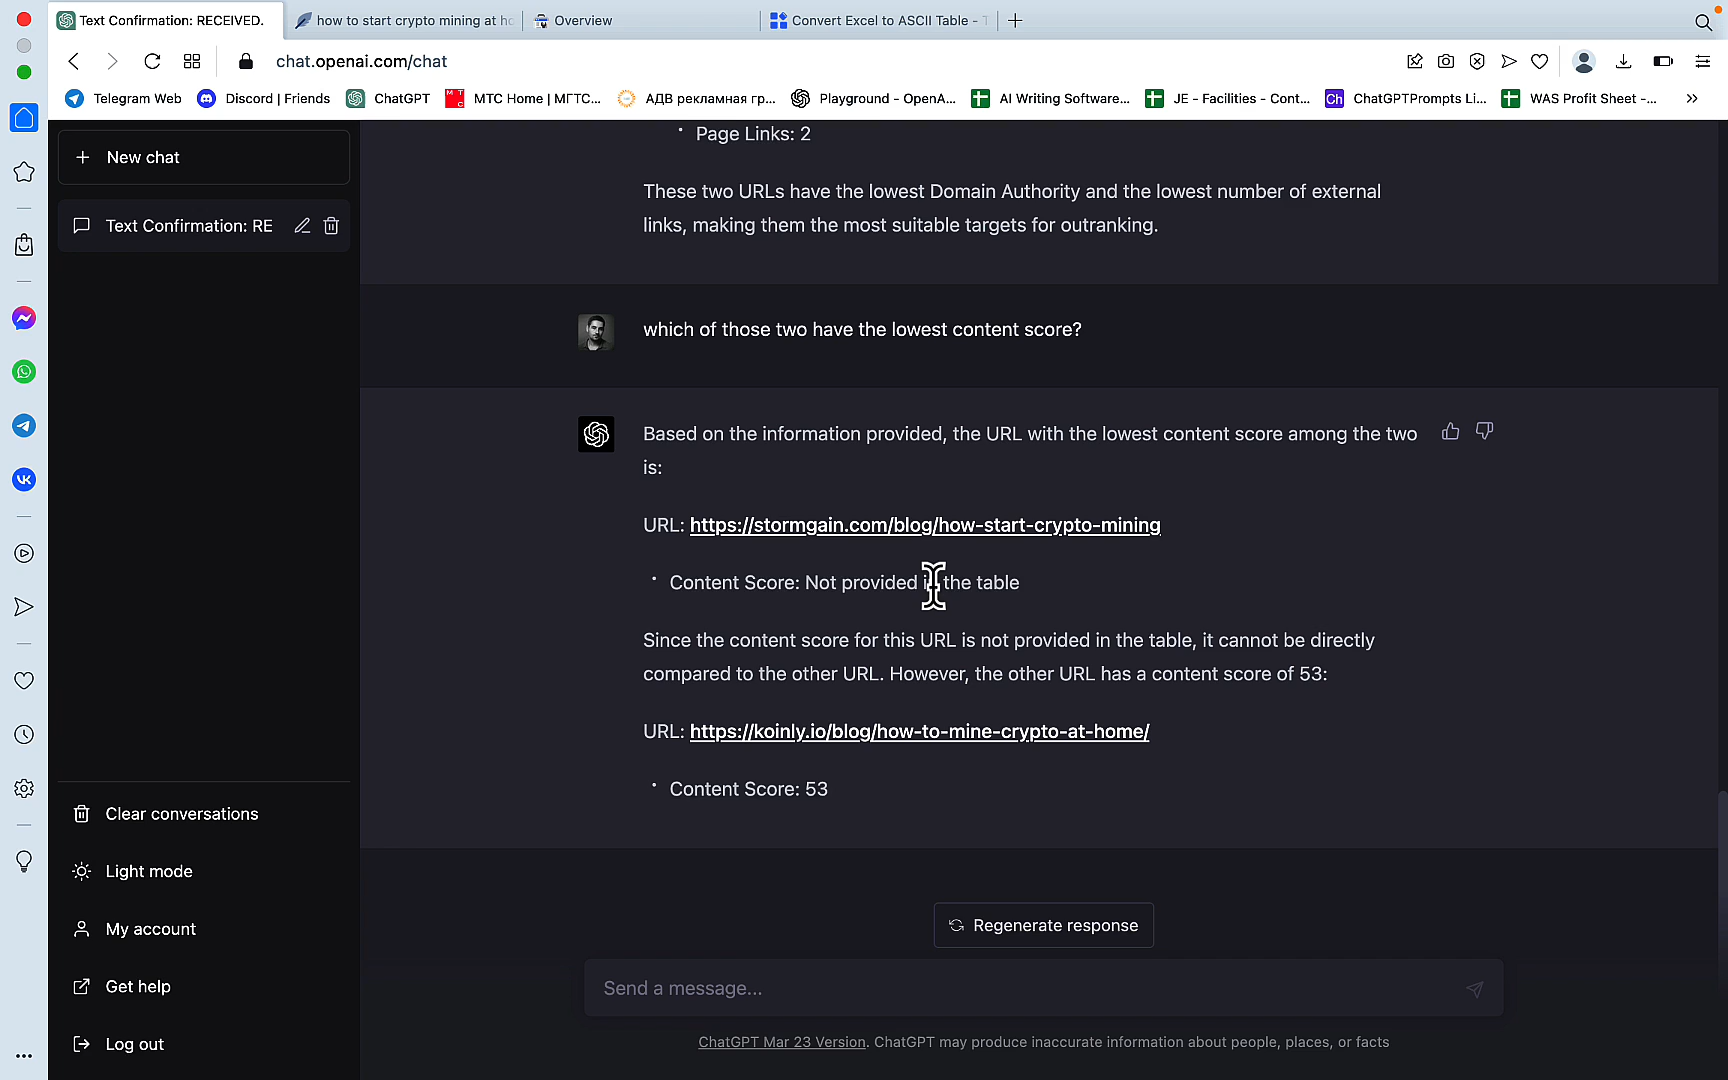 Text Confirmation: RECEIVED.
how to start crypto mining at ho
Overview
Convert Excel to ASCII Table - T
chat.openai.com/chat
Telegram Web
Discord | Friends
ChatGPT
МТС Home | МГТС...
АДВ рекламная гр...
Playground - OpenA...
AI Writing Software...
JE - Facilities - Cont...
Ch
ChatGPTPrompts Li...
WAS Profit Sheet -...
New chat
Text Confirmation: RE
Clear conversations
Light mode
My account
Get help
Log out
• Page Links: 2
These two URLs have the lowest Domain Authority and the lowest number of external
links, making them the most suitable targets for outranking.
which of those two have the lowest content score?
Based on the information provided, the URL with the lowest content score among the two
is:
URL: https://stormgain.com/blog/how-start-crypto-mining
• Content Score: Not provided in the table
Since the content score for this URL is not provided in the table, it cannot be directly
compared to the other URL. However, the other URL has a content score of 53:
URL: https://koinly.io/blog/how-to-mine-crypto-at-home/
• Content Score: 53
Regenerate response
Send a message...
ChatGPT Mar 23 Version. ChatGPT may produce inaccurate information about people, places, or facts